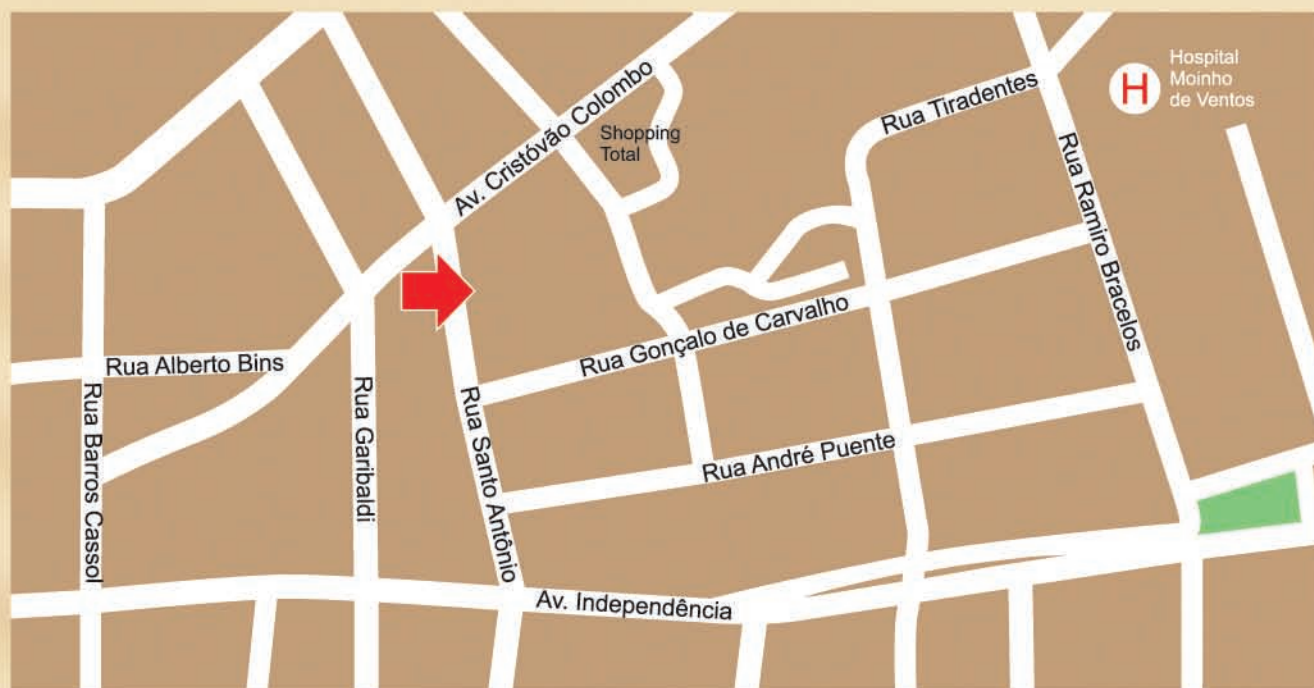 H
Hospital
Moinho
de Ventos
Rua Tiradentes
Av. Cristóvão Colombo
Shopping
Total
Rua Ramiro Bracelos
Rua Gonçalo de Carvalho
Rua Alberto Bins
Rua Barros Cassol
Rua Garibaldi
Rua Santo Antônio
Rua André Puente
Av. Independência